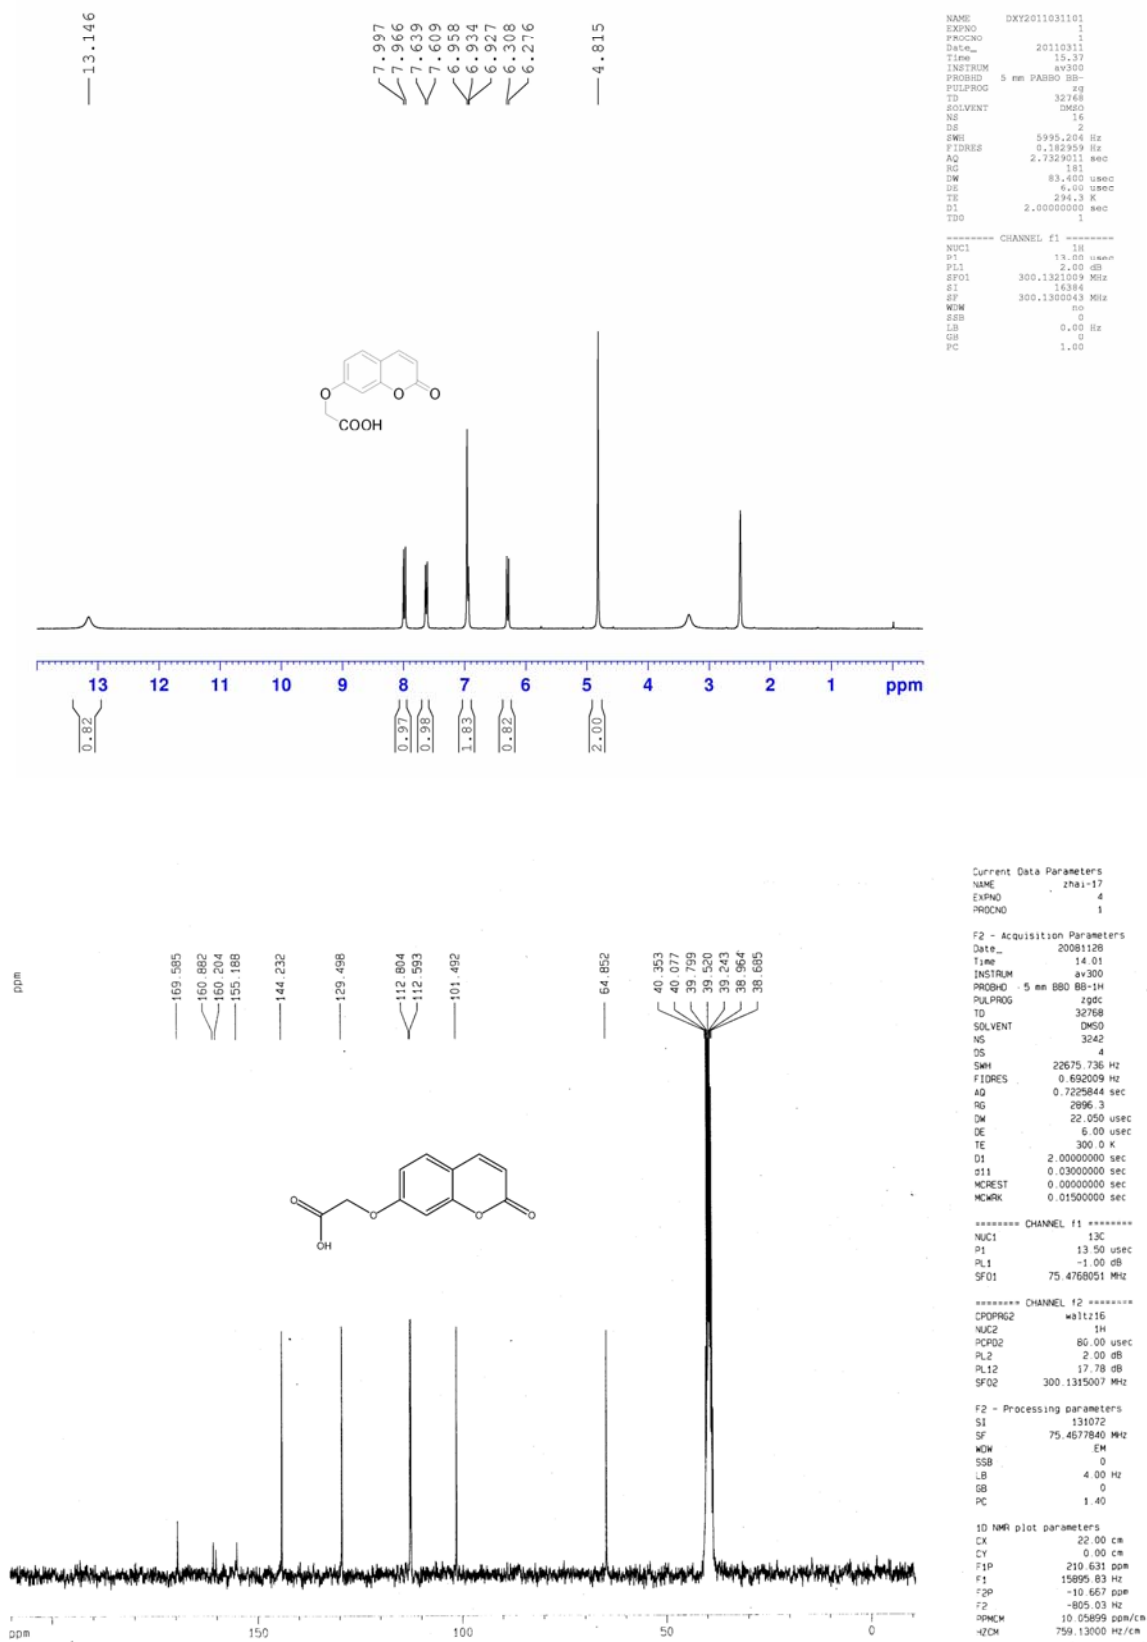 13.146
7.997
7.966
7.639
7.609
6.958
6.934
6.927
6.308
6.276
4.815
NAME DXY2011031101
EXPNO 1
PROCNO 1
Date_ 20110311
Time 15.37
INSTRUM av300
PROBHD 5 mm PABBO BB-
PULPROG zg
TD 32768
SOLVENT DMSO
NS 16
DS 2
SWH 5995.204 Hz
FIDRES 0.182959 Hz
AQ 2.7329011 sec
RG 181
DW 83.400 usec
DE 6.00 usec
TE 294.3 K
D1 2.00000000 sec
TD0 1
======== CHANNEL f1 ========
NUC1 1H
P1 13.00 usec
PL1 2.00 dB
SFO1 300.1321009 MHz
SI 16384
SF 300.1300043 MHz
WDW no
SSB 0
LB 0.00 Hz
GB 0
PC 1.00
O
O
O
COOH
13 12 11 10 9 8 7 6 5 4 3 2 1 ppm
0.82
0.97
0.98
1.83
0.82
2.00
ppm
169.585
160.882
160.204
155.188
144.232
129.498
112.804
112.593
101.492
64.852
40.353
40.077
39.799
39.520
39.243
38.964
38.685
Current Data Parameters
NAME zhai-17
EXPNO 4
PROCNO 1
F2 - Acquisition Parameters
Date_ 20081128
Time 14.01
INSTRUM av300
PROBHD 5 mm BBO BB-1H
PULPROG zgdc
TD 32768
SOLVENT DMSO
NS 3242
DS 4
SWH 22675.736 Hz
FIDRES 0.692009 Hz
AQ 0.7225844 sec
RG 2896.3
DW 22.050 usec
DE 6.00 usec
TE 300.0 K
D1 2.00000000 sec
d11 0.03000000 sec
MCREST 0.00000000 sec
MCWRK 0.01500000 sec
======== CHANNEL f1 ========
NUC1 13C
P1 13.50 usec
PL1 -1.00 dB
SFO1 75.4768051 MHz
======== CHANNEL f2 ========
CPDPRG2 waltz16
NUC2 1H
PCPD2 80.00 usec
PL2 2.00 dB
PL12 17.78 dB
SFO2 300.1315007 MHz
F2 - Processing parameters
SI 131072
SF 75.4677840 MHz
WDW EM
SSB 0
LB 4.00 Hz
GB 0
PC 1.40
1D NMR plot parameters
CX 22.00 cm
CY 0.00 cm
F1P 210.631 ppm
F1 15895.83 Hz
F2P -10.667 ppm
F2 -805.03 Hz
PPMCM 10.05899 ppm/cm
HZCM 759.13000 Hz/cm
O
O
O
O
OH
ppm 150 100 50 0